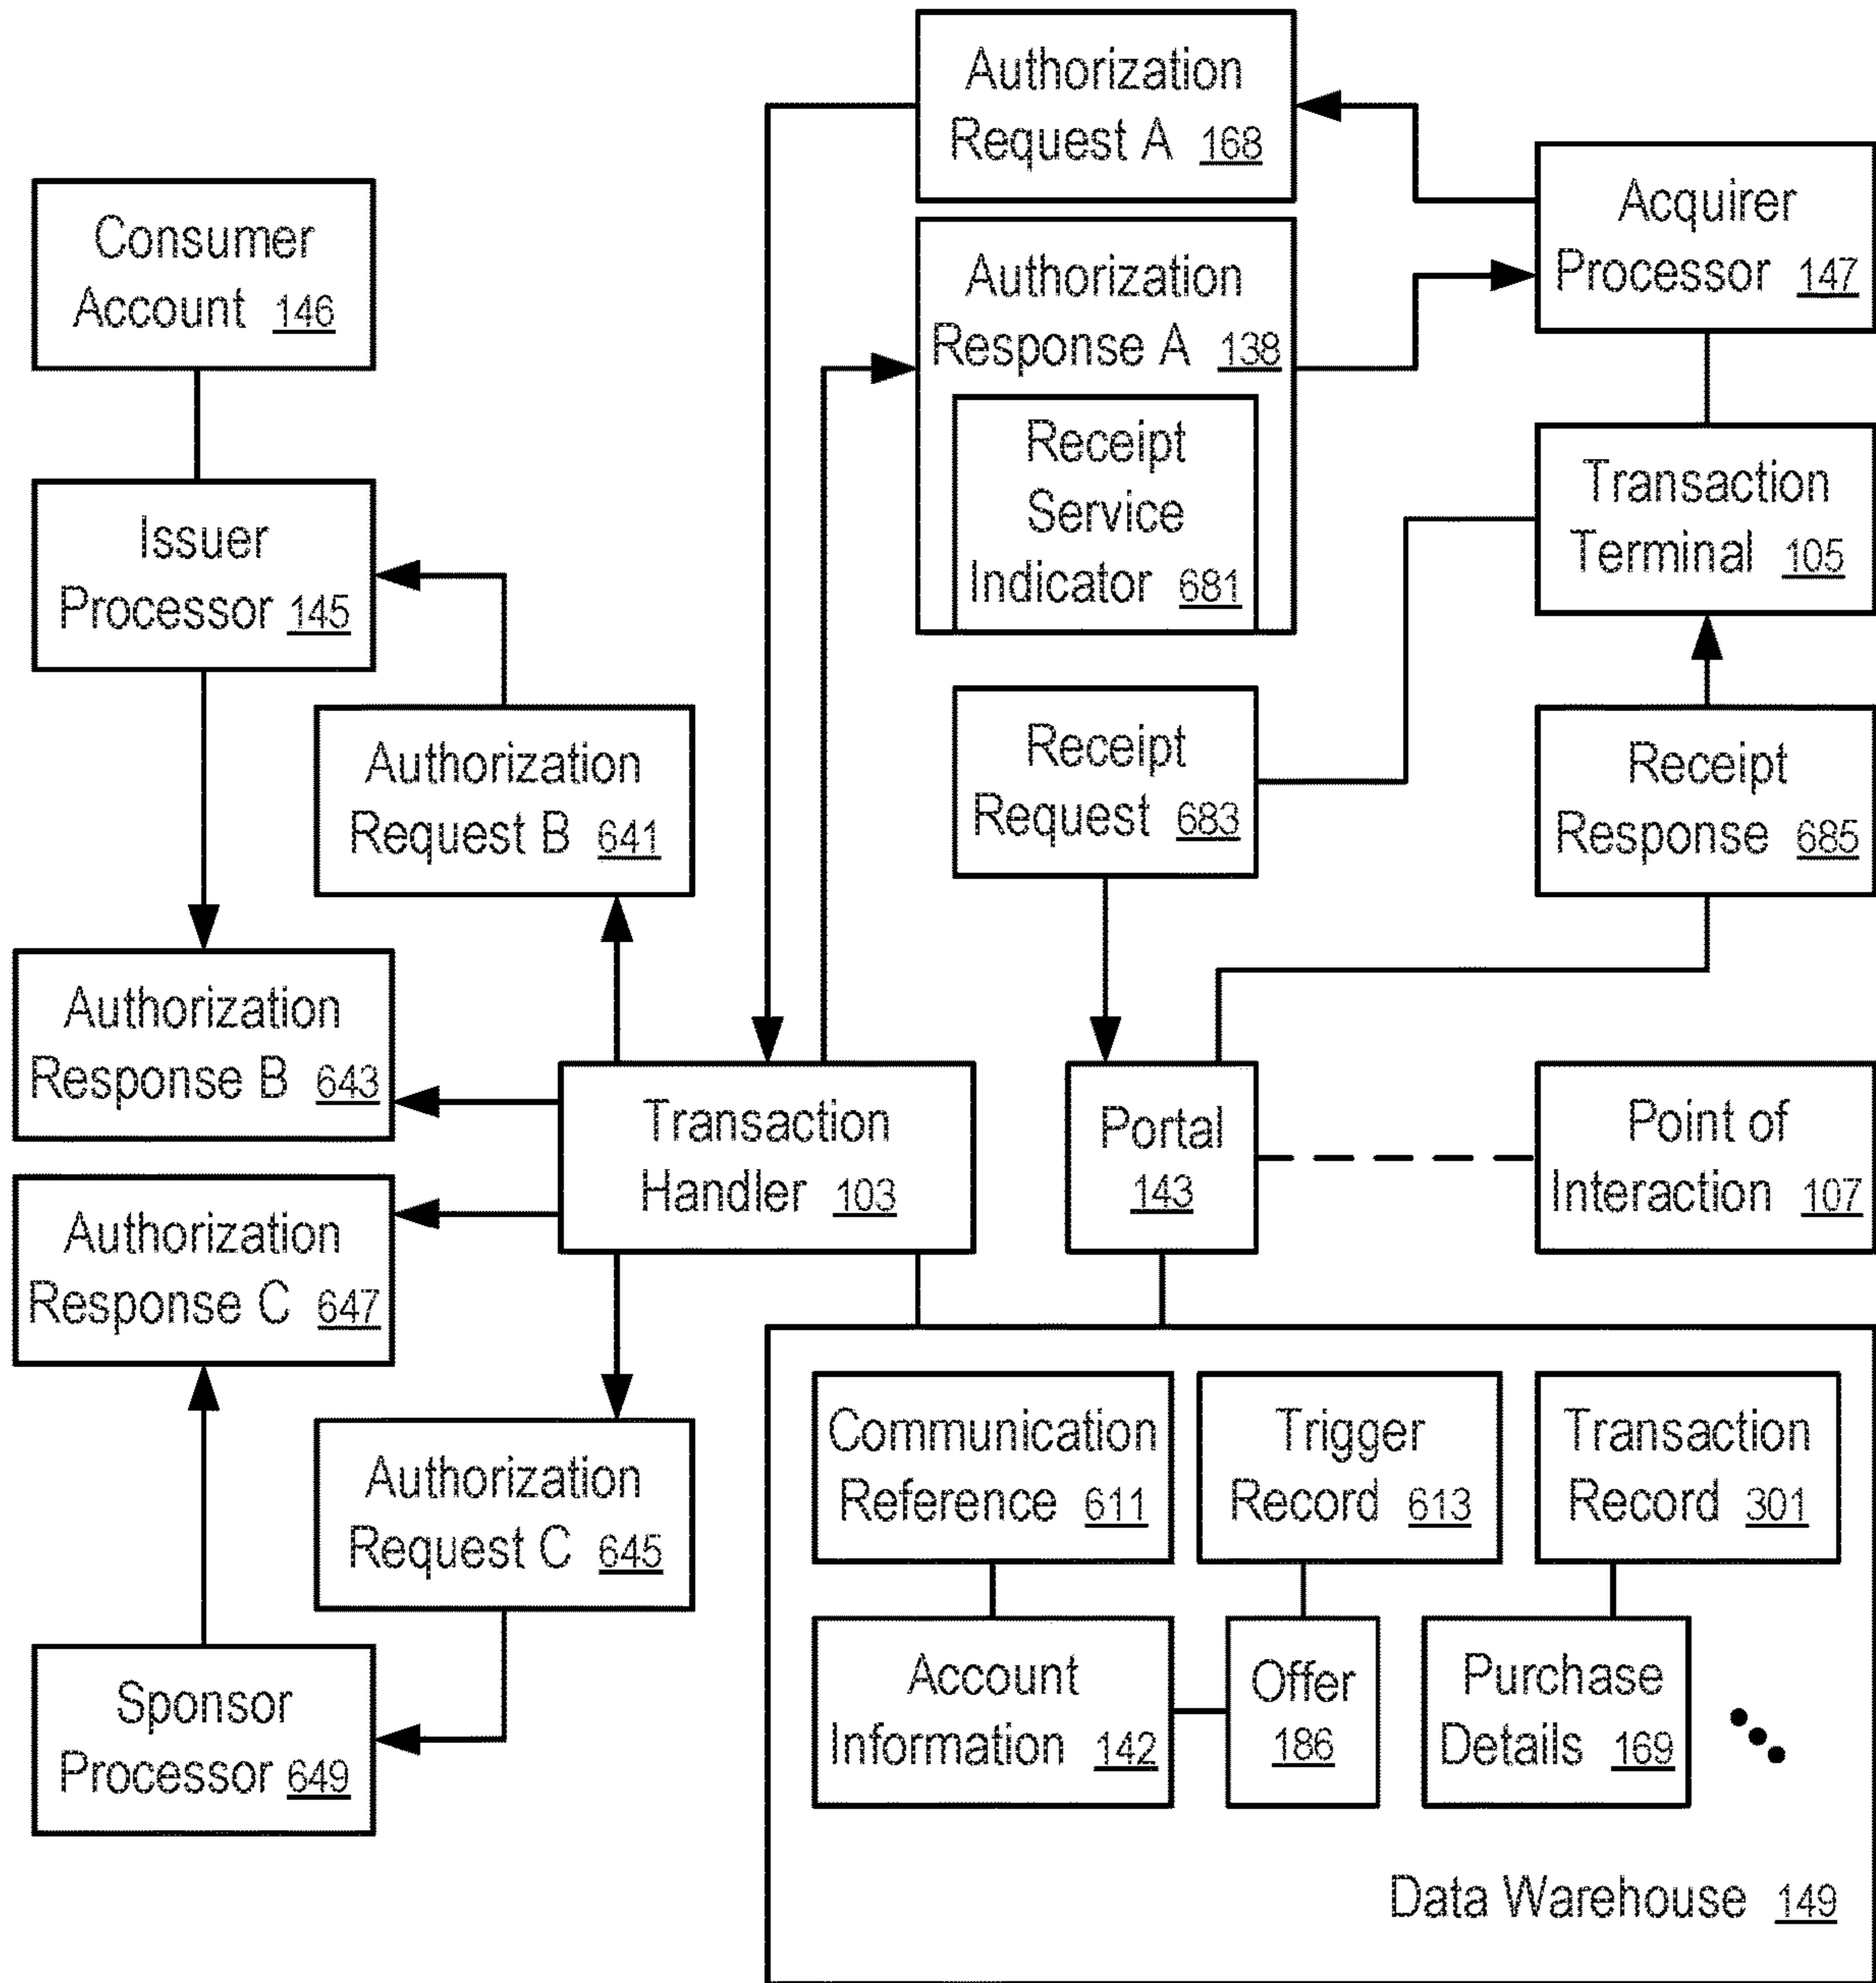 Authorization
Request A 168
Consumer
Account 146
Acquirer
Processor 147
Authorization
Response A 138
Receipt
Service
Indicator 681
Issuer
Processor 145
Transaction
Terminal 105
Authorization
Request B 641
Receipt
Request 683
Receipt
Response 685
Authorization
Response B 643
Transaction
Handler 103
Portal
143
Point of
Interaction 107
Authorization
Response C 647
Authorization
Request C 645
Sponsor
Processor 649
Communication
Reference 611
Trigger
Record 613
Transaction
Record 301
Account
Information 142
Offer
186
Purchase
Details 169
Data Warehouse 149